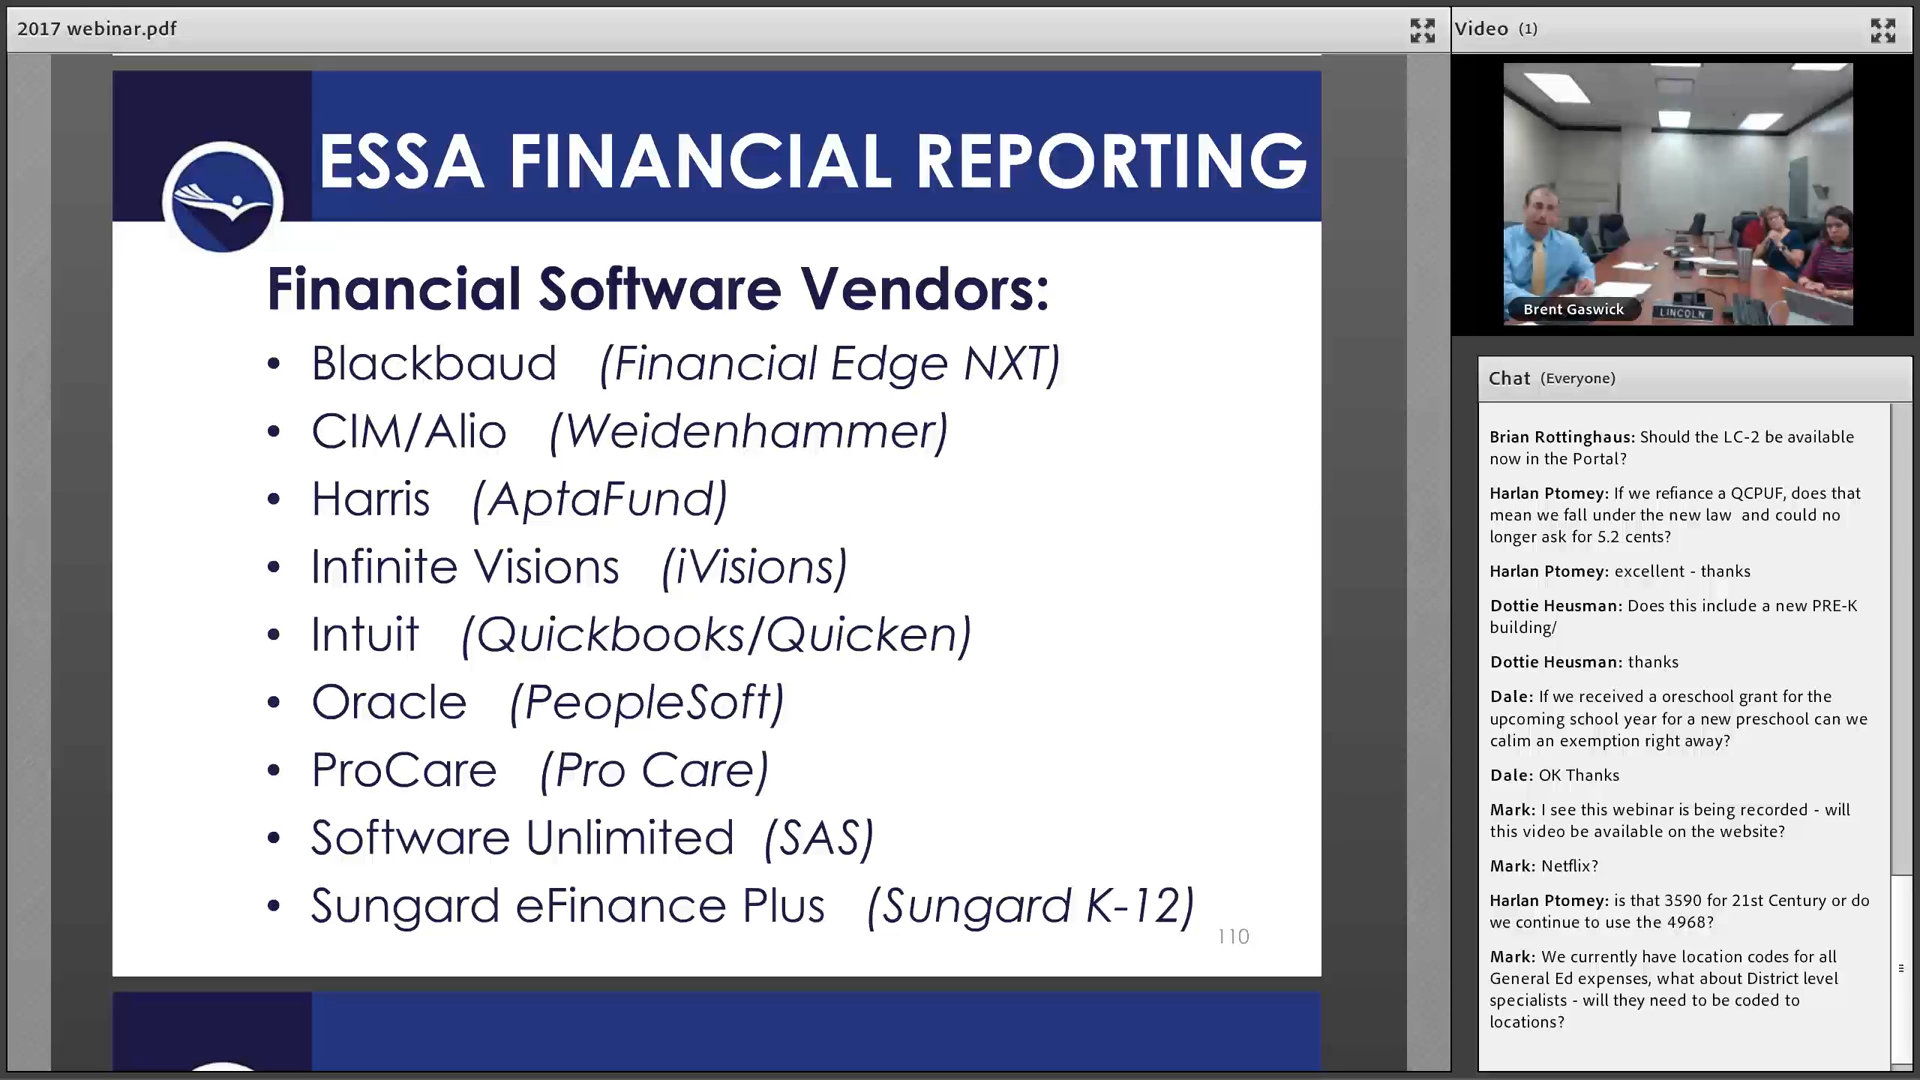 2017 webinar.pdf
ESSA FINANCIAL REPORTING
Financial Software Vendors:
• Blackbaud (Financial Edge NXT)
• CIM/Alio (Weidenhammer)
• Harris (AptaFund)
• Infinite Visions (iVisions)
• Intuit (Quickbooks/Quicken)
• Oracle (PeopleSoft)
• ProCare (Pro Care)
• Software Unlimited (SAS)
• Sungard eFinance Plus (Sungard K-12)
110
Video (1)
Brent Gaswick
LINCOLN
Chat (Everyone)
Brian Rottinghaus: Should the LC-2 be available
now in the Portal?
Harlan Ptomey: If we refiance a QCPUF, does that
mean we fall under the new law and could no
longer ask for 5.2 cents?
Harlan Ptomey: excellent - thanks
Dottie Heusman: Does this include a new PRE-K
building/
Dottie Heusman: thanks
Dale: If we received a oreschool grant for the
upcoming school year for a new preschool can we
calim an exemption right away?
Dale: OK Thanks
Mark: I see this webinar is being recorded - will
this video be available on the website?
Mark: Netflix?
Harlan Ptomey: is that 3590 for 21st Century or do
we continue to use the 4968?
Mark: We currently have location codes for all
General Ed expenses, what about District level
specialists - will they need to be coded to
locations?